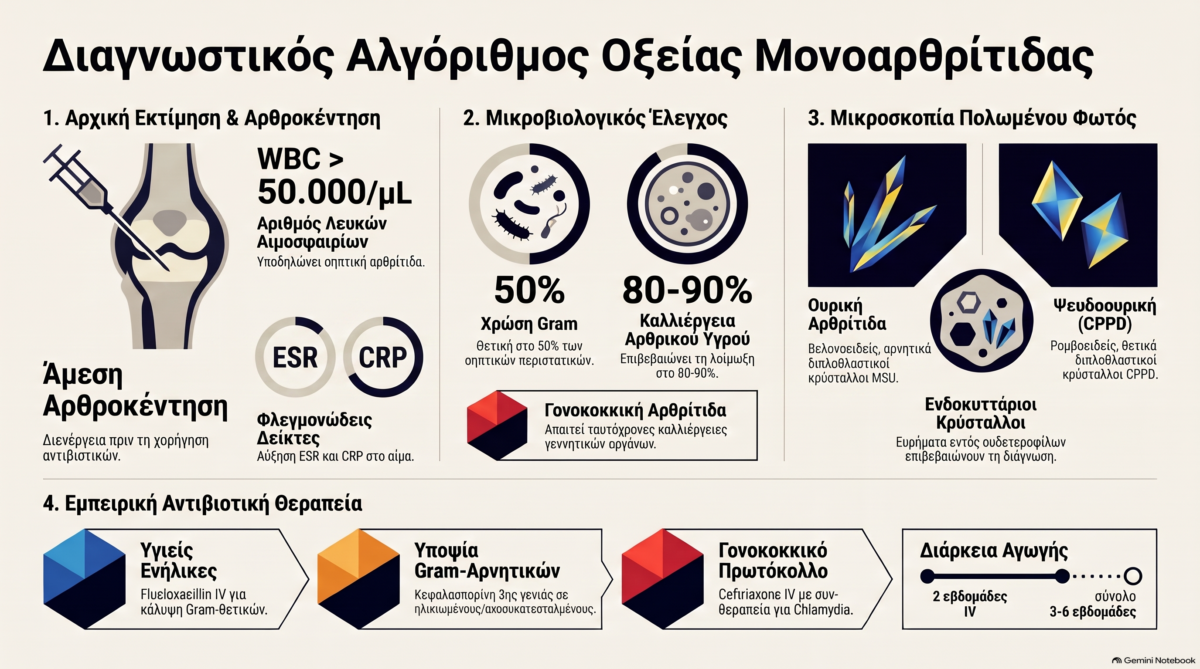 Διαγνωστικός Αλγόριθμος Οξείας Μονοαρθρίτιδας
1. Αρχική Εκτίμηση & Αρθροκέντηση
WBC >
50.000/μL
Αριθμός Λευκών
Αιμοσφαιρίων
Υποδηλώνει οηπτική αρθρίτιδα.
ESR
CRP
Άμεση
Αρθροκέντηση
Διενέργεια πριν τη χορήγηση
αντιβιστικών.
Φλεγμονώδεις
Δείκτες
Αύξηση ESR και CRP στο αίμα.
2. Μικροβιολογικός Έλεγχος
50%
Χρώση Gram
Θετική στο 50% των
οηπτικών περιστατικών.
80-90%
Καλλιέργεια
Αρθρικού Υγρού
Επιβεβαιώνει τη λοίμωξη
στο 80-90%.
Γονοκοκκική Αρθρίτιδα
Απαιτεί ταυτόχρονες καλλιέργειες
γεννητικών οργάνων.
3. Μικροσκοπία Πολωμένου Φωτός
Ουρική
Αρθρίτιδα
Βελονοειδείς, αρνητικά
διπλοθλαστικοί
κρύσταλλοι MSU.
Ψευδοουρική
(CPPD)
Ρομβοειδείς, θετικά
διπλοθλαστικοί
κρύσταλλοι CPPD.
Ενδοκυττάριοι
Κρύσταλλοι
Ευρήματα εντός ουδετεροφίλων
επιβεβαιώνουν τη διάγνωση.
4. Εμπειρική Αντιβιοτική Θεραπεία
Υγιείς
Ενήλικες
Flueloxaeillin IV για
κάλυψη Gram-θετικών.
Υποψία
Gram-Αρνητικών
Κεφαλασπορίνη 3ης γενιάς σε
ηλικιωμένους/αχοουκατεσταλμένους.
Γονοκοκκικό
Πρωτόκολλο
Ceftriaxone IV με συν-
θεραπεία για Chlamydia.
Διάρκεια Αγωγής
2 εβδομάδες
IV
σύνολο
3-6 εβδομάδες
Gemini Notebook